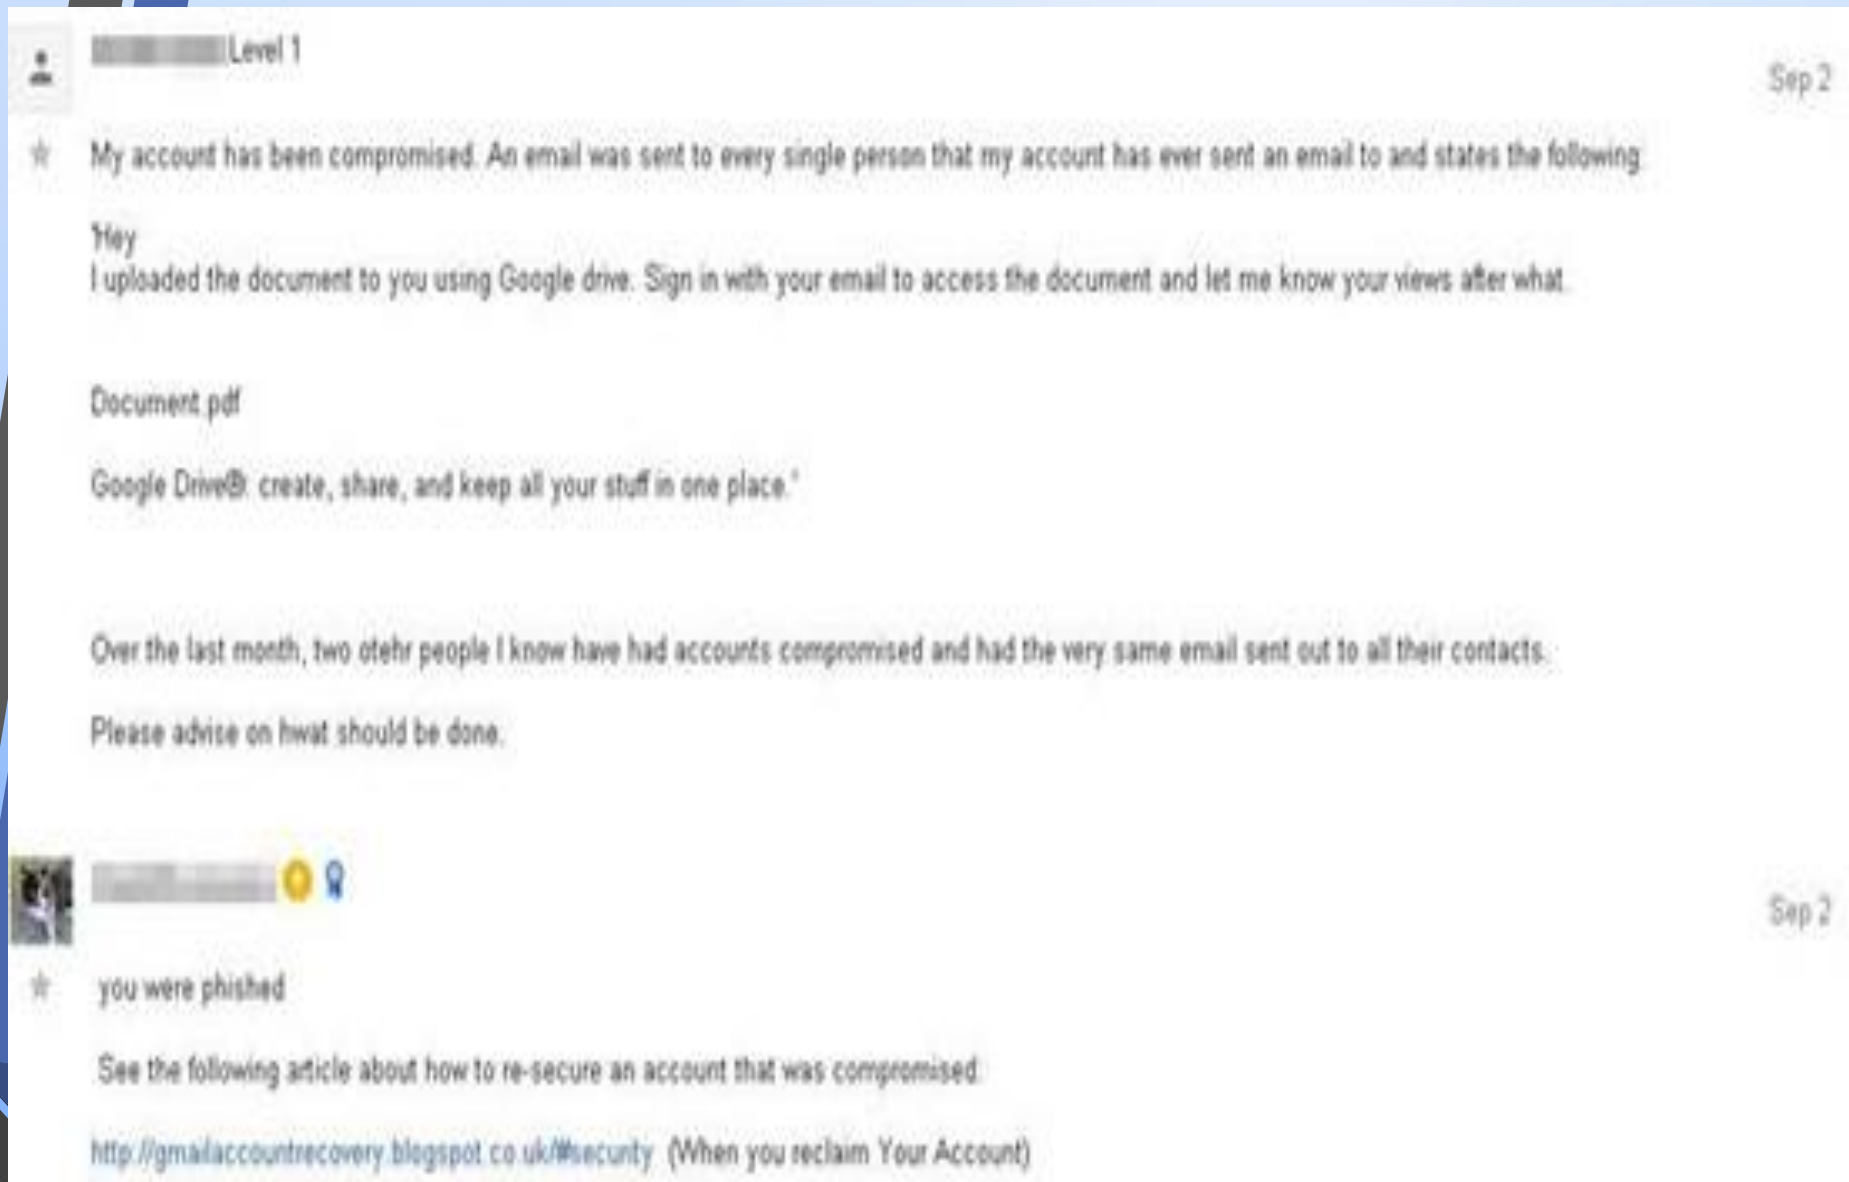 Level 1
Sep 2
My account has been compromised. An email was sent to every single person that my account has ever sent an email to and states the following:
"Hey
I uploaded the document to you using Google drive. Sign in with your email to access the document and let me know your views after what.
Document.pdf
Google Drive®: create, share, and keep all your stuff in one place."
Over the last month, two otehr people I know have had accounts compromised and had the very same email sent out to all their contacts.
Please advise on hwat should be done.
Sep 2
you were phished
See the following article about how to re-secure an account that was compromised:
http://gmailaccountrecovery.blogspot.co.uk/#security (When you reclaim Your Account)